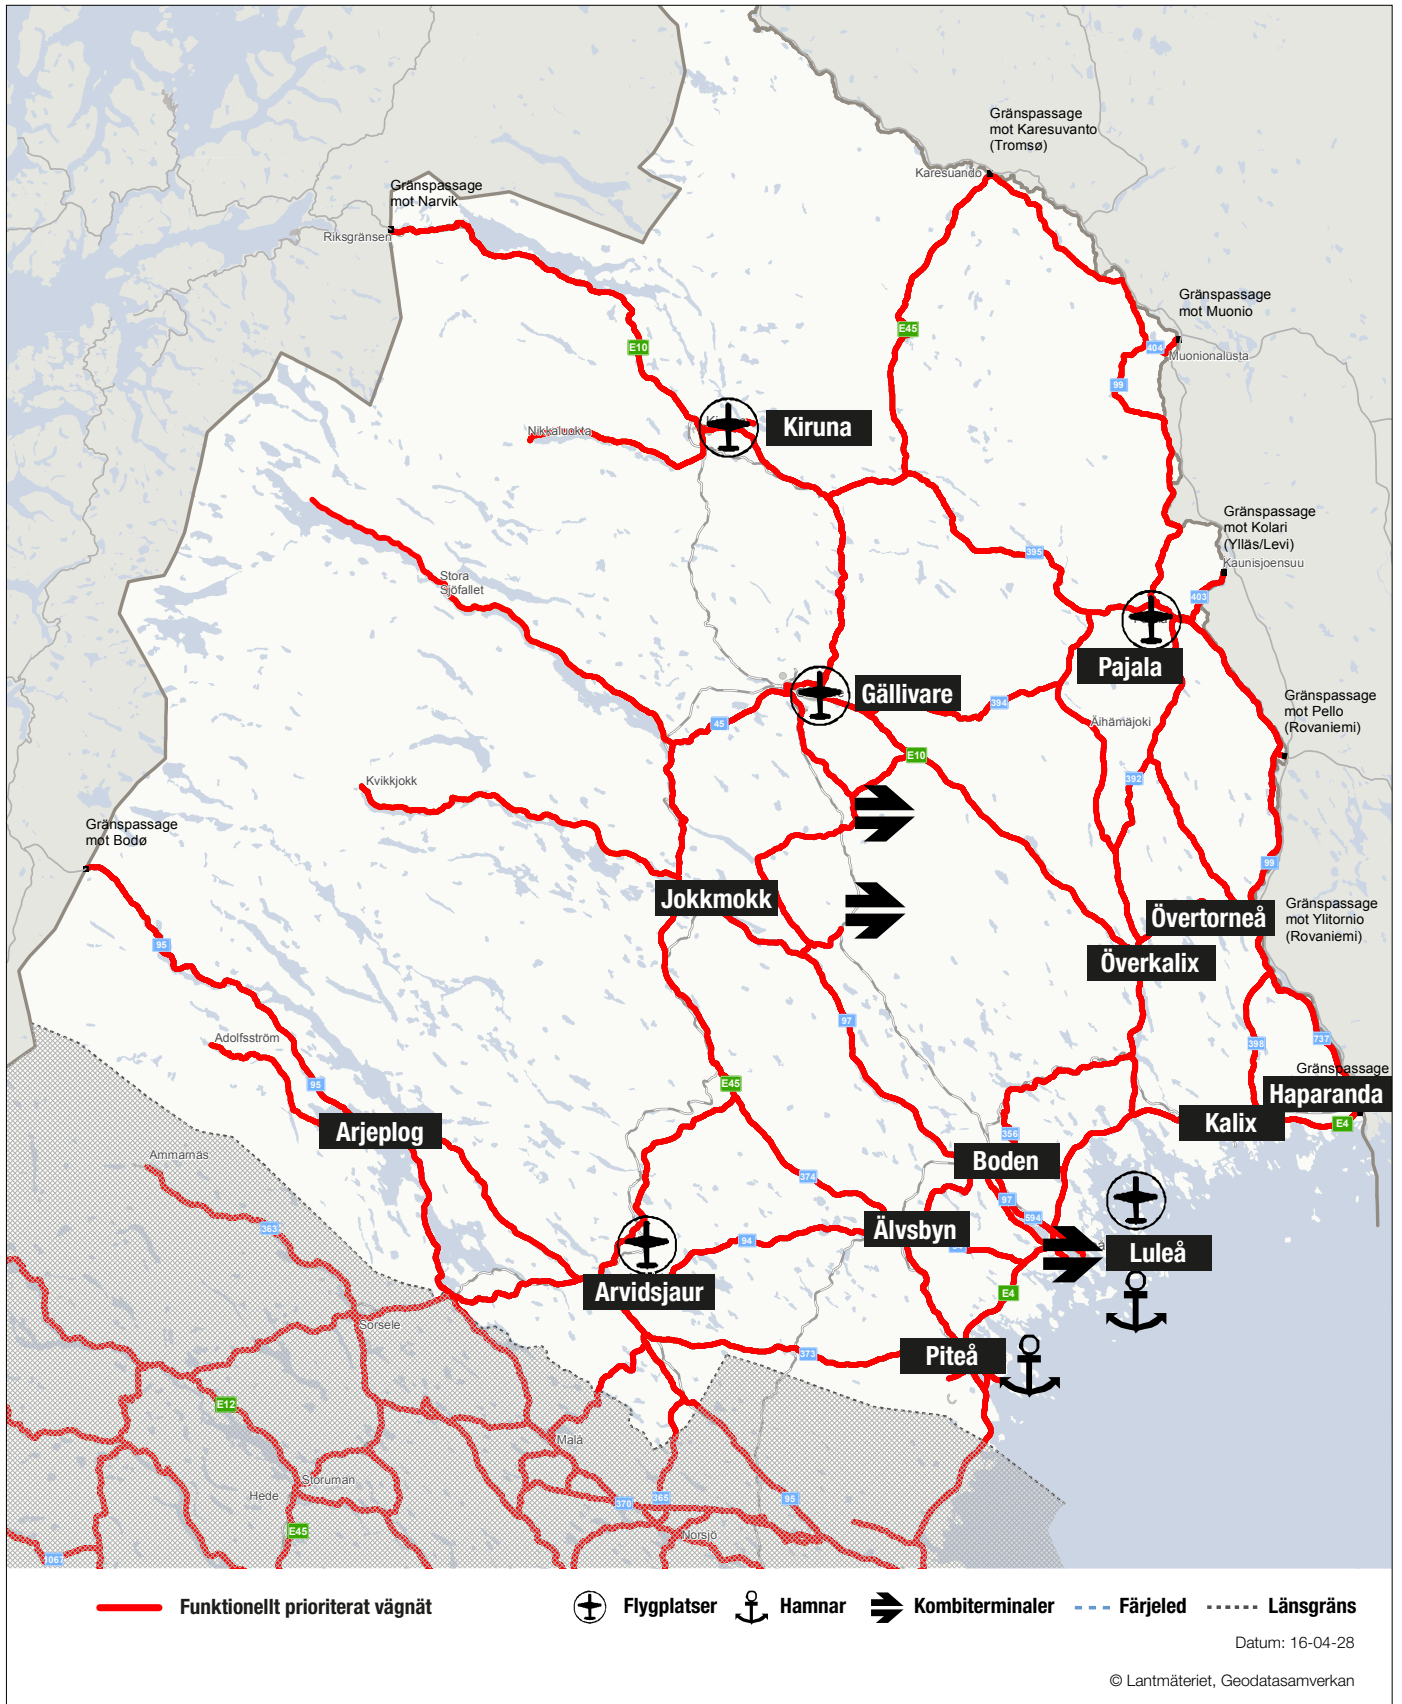 Gränspassage
mot Karesuvanto
(Tromsø)
Karesuando
Gränspassage
mot Narvik
Riksgränsen
Gränspassage
mot Muonio
E45
E10
404
Muonionalusta
99
Kiruna
Nikkaluokta
Gränspassage
mot Kolari
(Ylläs/Levi)
Kaunisjoensuu
395
Stora
Sjöfallet
403
Pajala
Gällivare
Gränspassage
mot Pello
(Rovaniemi)
394
45
Äihämäjoki
E10
392
Kvikkjokk
Gränspassage
mot Bodø
99
Jokkmokk
Övertorneå
Gränspassage
mot Ylitornio
(Rovaniemi)
95
Överkalix
97
Adolfsström
398
737
Gränspassage
95
E45
Haparanda
Arjeplog
Kalix
E4
356
Ammarnäs
Boden
374
97
594
363
Älvsbyn
94
Luleå
Arvidsjaur
E4
Sorsele
373
Piteå
E12
Malå
Storuman
Hede
370
365
95
E45
Norsjö
1067
Funktionellt prioriterat vägnät
Flygplatser
Hamnar
Kombiterminaler
Färjeled
Länsgräns
Datum: 16-04-28
© Lantmäteriet, Geodatasamverkan